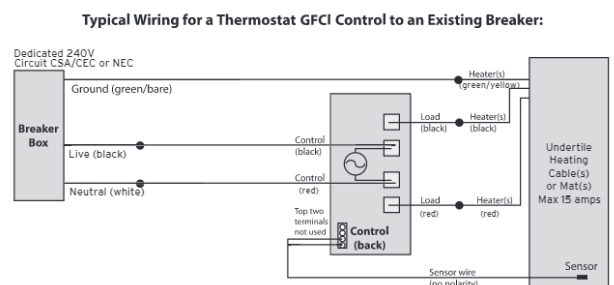 Typical Wiring for a Thermostat GFCI Control to an Existing Breaker:
Dedicated 240V
Circuit CSA/CEC or NEC
Ground (green/bare)
Heater(s)
(green/yellow)
Breaker
Box
Live (black)
Neutral (white)
Control
(black)
Control
(red)
Load
(black)
Heater(s)
(black)
Load
(red)
Heater(s)
(red)
Top two
terminals
not used
Control
(back)
Undertile
Heating
Cable(s)
or Mat(s)
Max 15 amps
Sensor
Sensor wire
(no polarity)